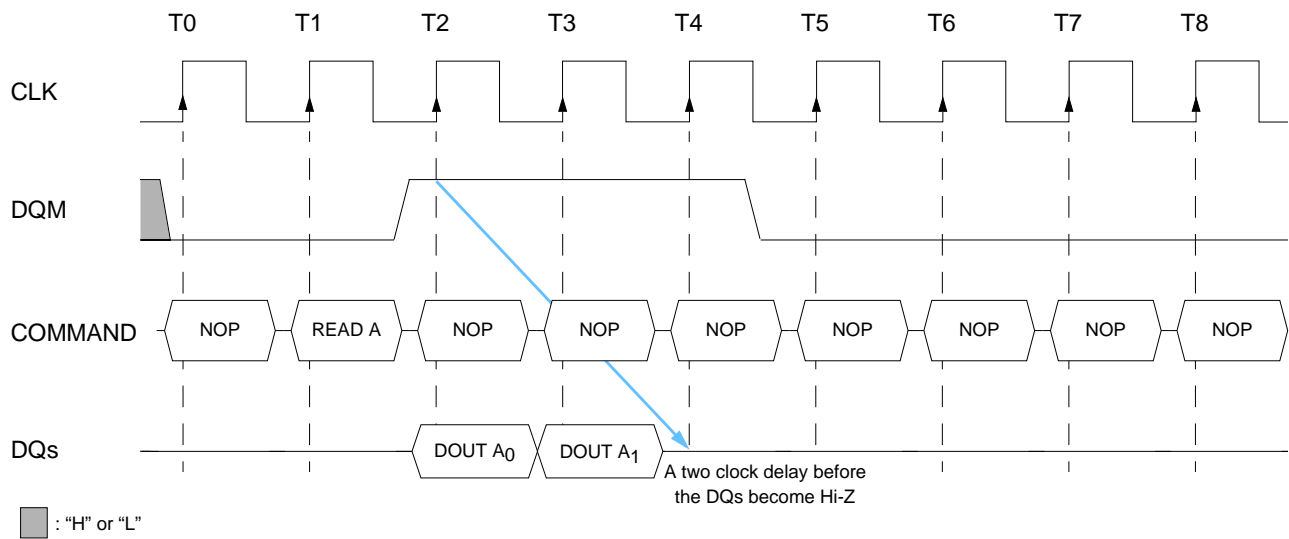 T0 T1 T2 T3 T4 T5 T6 T7 T8
CLK
DQM
COMMAND NOP READ A NOP NOP NOP NOP NOP NOP NOP
DQs DOUT A0 DOUT A1
A two clock delay before
the DQs become Hi-Z
: “H” or “L”